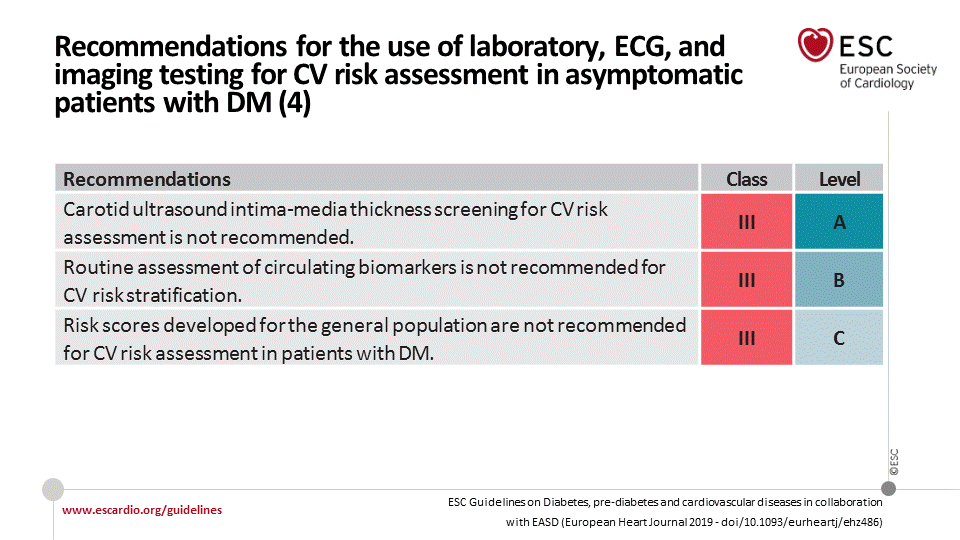 Recommendations for the use of laboratory, ECG, and
imaging testing for CV risk assessment in asymptomatic
patients with DM (4)
ESC
European Society
of Cardiology
Recommendations Class Level
Carotid ultrasound intima-media thickness screening for CV risk
assessment is not recommended.
III A
Routine assessment of circulating biomarkers is not recommended for
CV risk stratification.
III B
Risk scores developed for the general population are not recommended
for CV risk assessment in patients with DM.
III C
©ESC
www.escardio.org/guidelines
ESC Guidelines on Diabetes, pre-diabetes and cardiovascular diseases in collaboration
with EASD (European Heart Journal 2019 - doi/10.1093/eurheartj/ehz486)